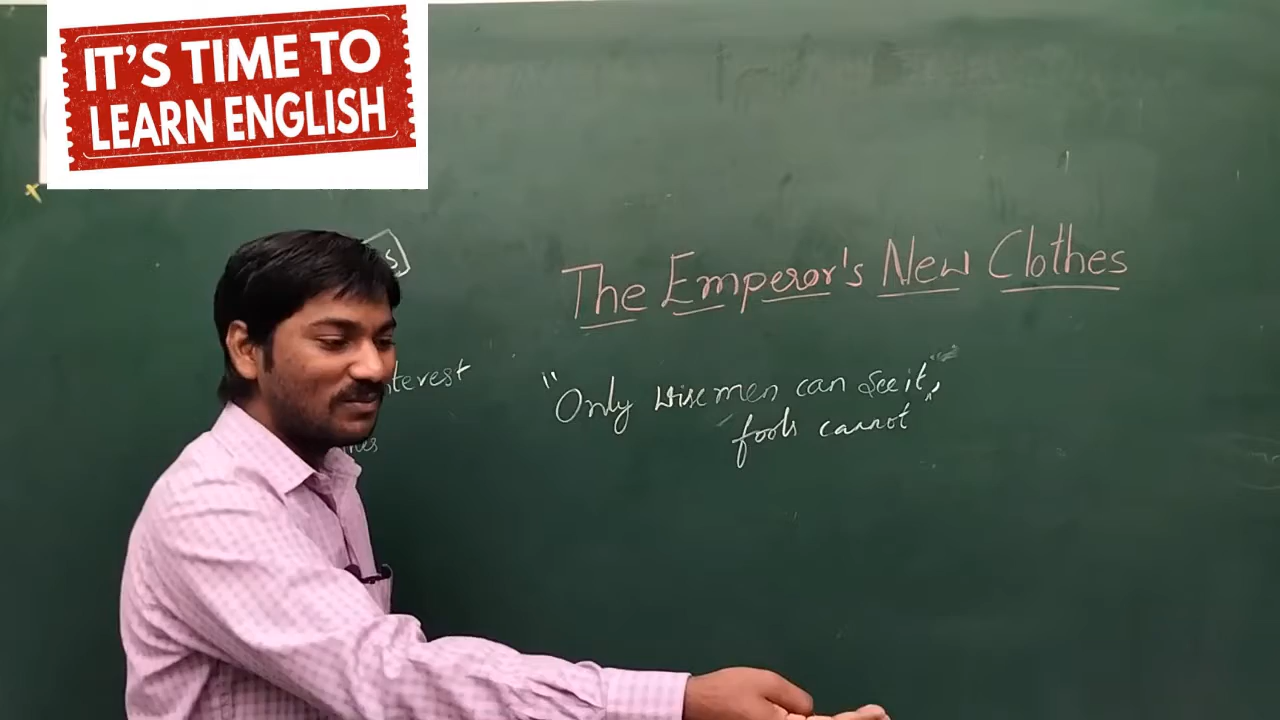 IT'S TIME TO
LEARN ENGLISH
The Emperor's New Clothes
"Only wise men can see it,
fools cannot